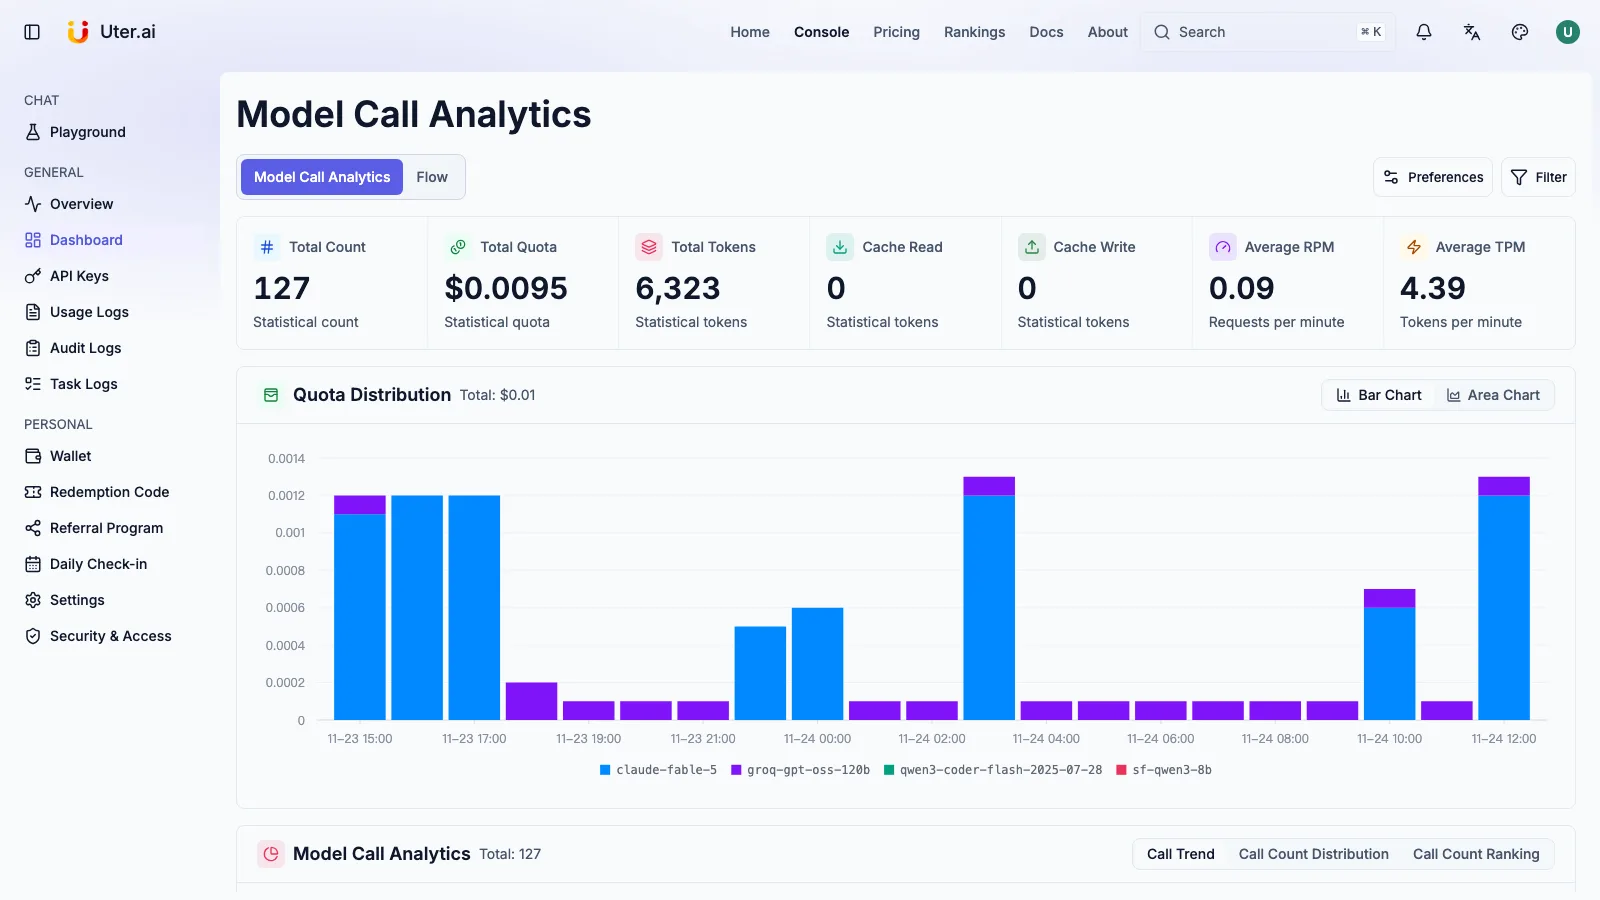 Uter.ai
Home
Console
Pricing
Rankings
Docs
About
Search
⌘ K
U
CHAT
Playground
GENERAL
Overview
Dashboard
API Keys
Usage Logs
Audit Logs
Task Logs
PERSONAL
Wallet
Redemption Code
Referral Program
Daily Check-in
Settings
Security & Access
Model Call Analytics
Model Call Analytics
Flow
Preferences
Filter
Total Count
127
Statistical count
Total Quota
$0.0095
Statistical quota
Total Tokens
6,323
Statistical tokens
Cache Read
0
Statistical tokens
Cache Write
0
Statistical tokens
Average RPM
0.09
Requests per minute
Average TPM
4.39
Tokens per minute
Quota Distribution Total: $0.01
Bar Chart
Area Chart
0.0014
0.0012
0.001
0.0008
0.0006
0.0004
0.0002
0
11-23 15:00
11-23 17:00
11-23 19:00
11-23 21:00
11-24 00:00
11-24 02:00
11-24 04:00
11-24 06:00
11-24 08:00
11-24 10:00
11-24 12:00
claude-fable-5
groq-gpt-oss-120b
qwen3-coder-flash-2025-07-28
sf-qwen3-8b
Model Call Analytics Total: 127
Call Trend
Call Count Distribution
Call Count Ranking